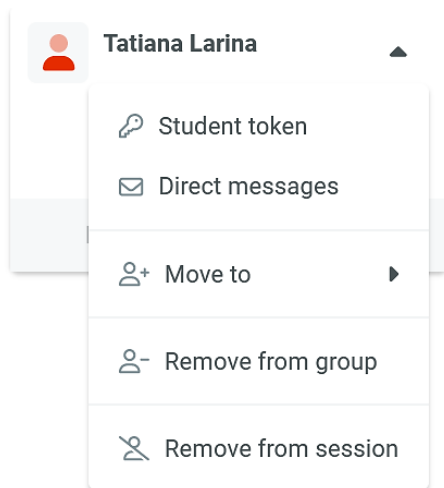 Tatiana Larina
Student token
Direct messages
Move to
Remove from group
Remove from session